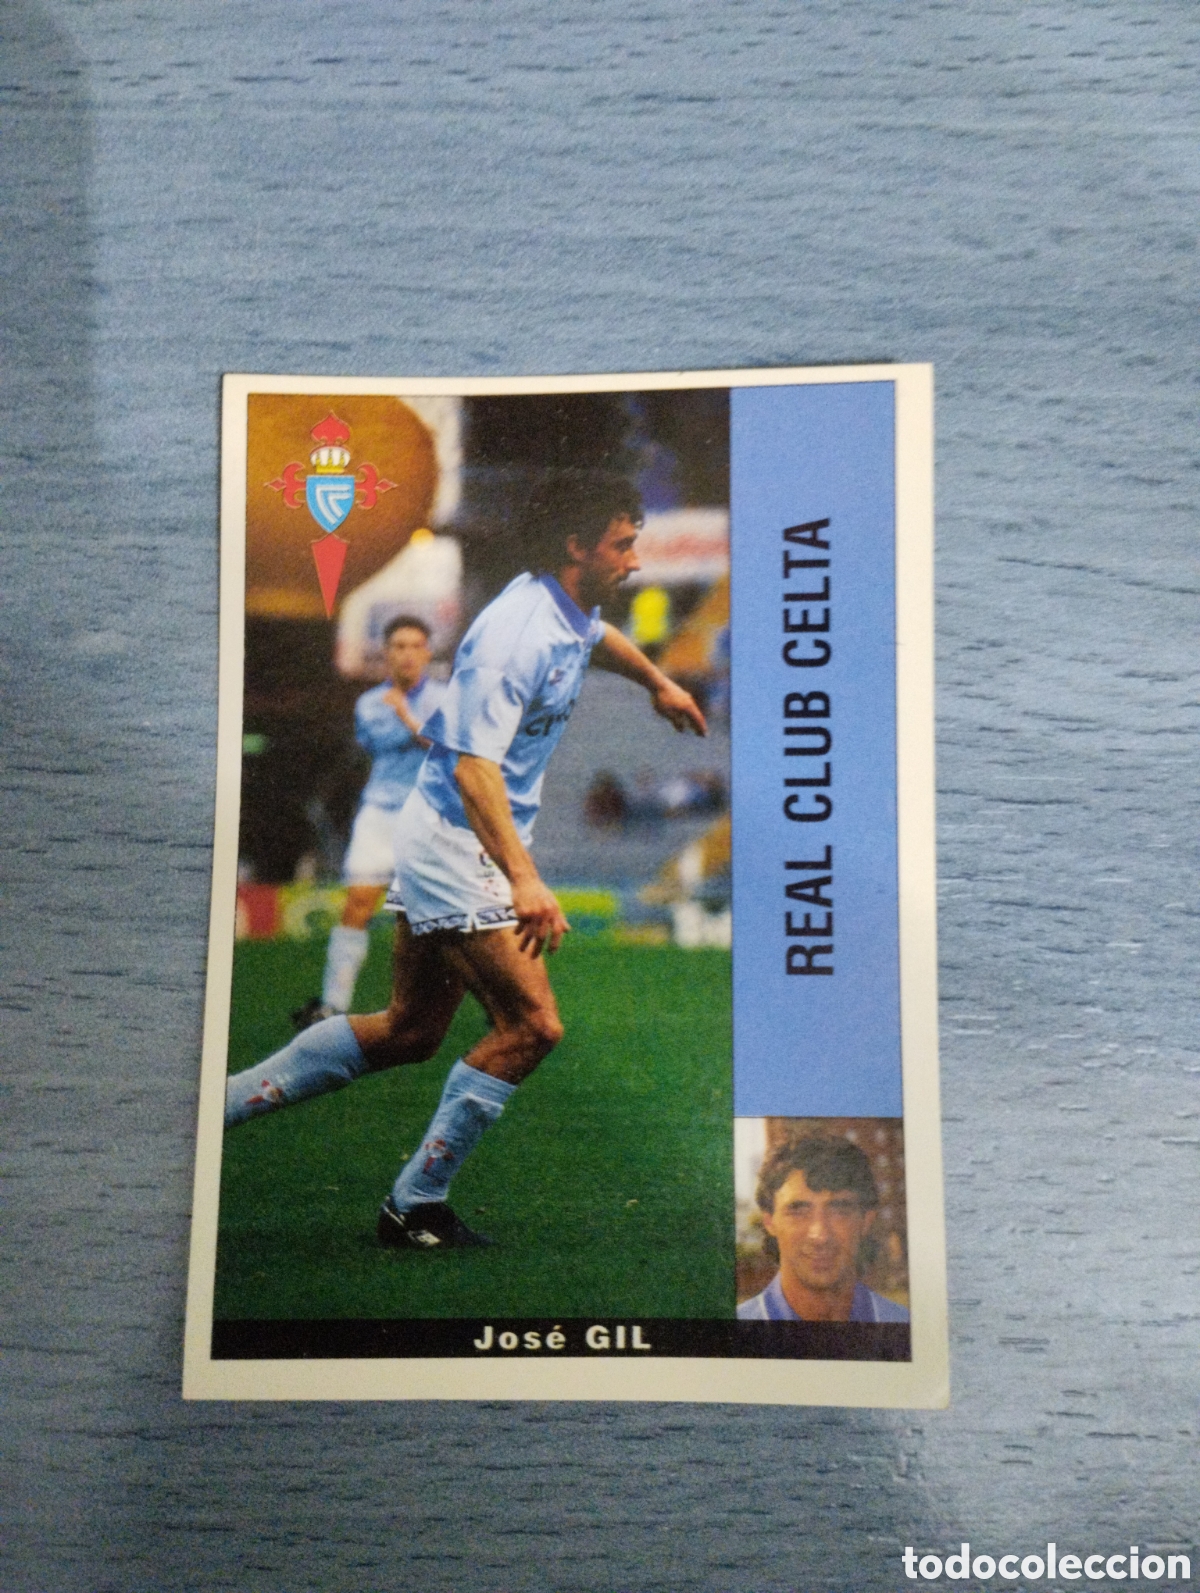 REAL CLUB CELTA
José GIL
todocoleccion